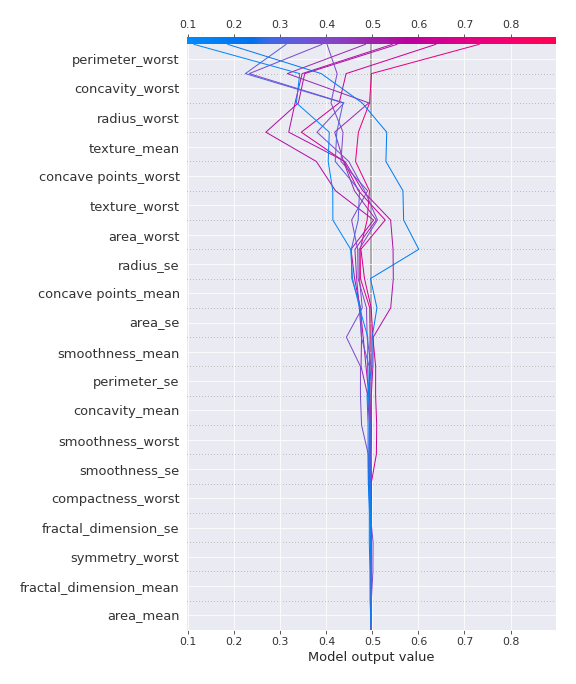 0.1 0.2 0.3 0.4 0.5 0.6 0.7 0.8
perimeter_worst
concavity_worst
radius_worst
texture_mean
concave points_worst
texture_worst
area_worst
radius_se
concave points_mean
area_se
smoothness_mean
perimeter_se
concavity_mean
smoothness_worst
smoothness_se
compactness_worst
fractal_dimension_se
symmetry_worst
fractal_dimension_mean
area_mean
0.1 0.2 0.3 0.4 0.5 0.6 0.7 0.8
Model output value